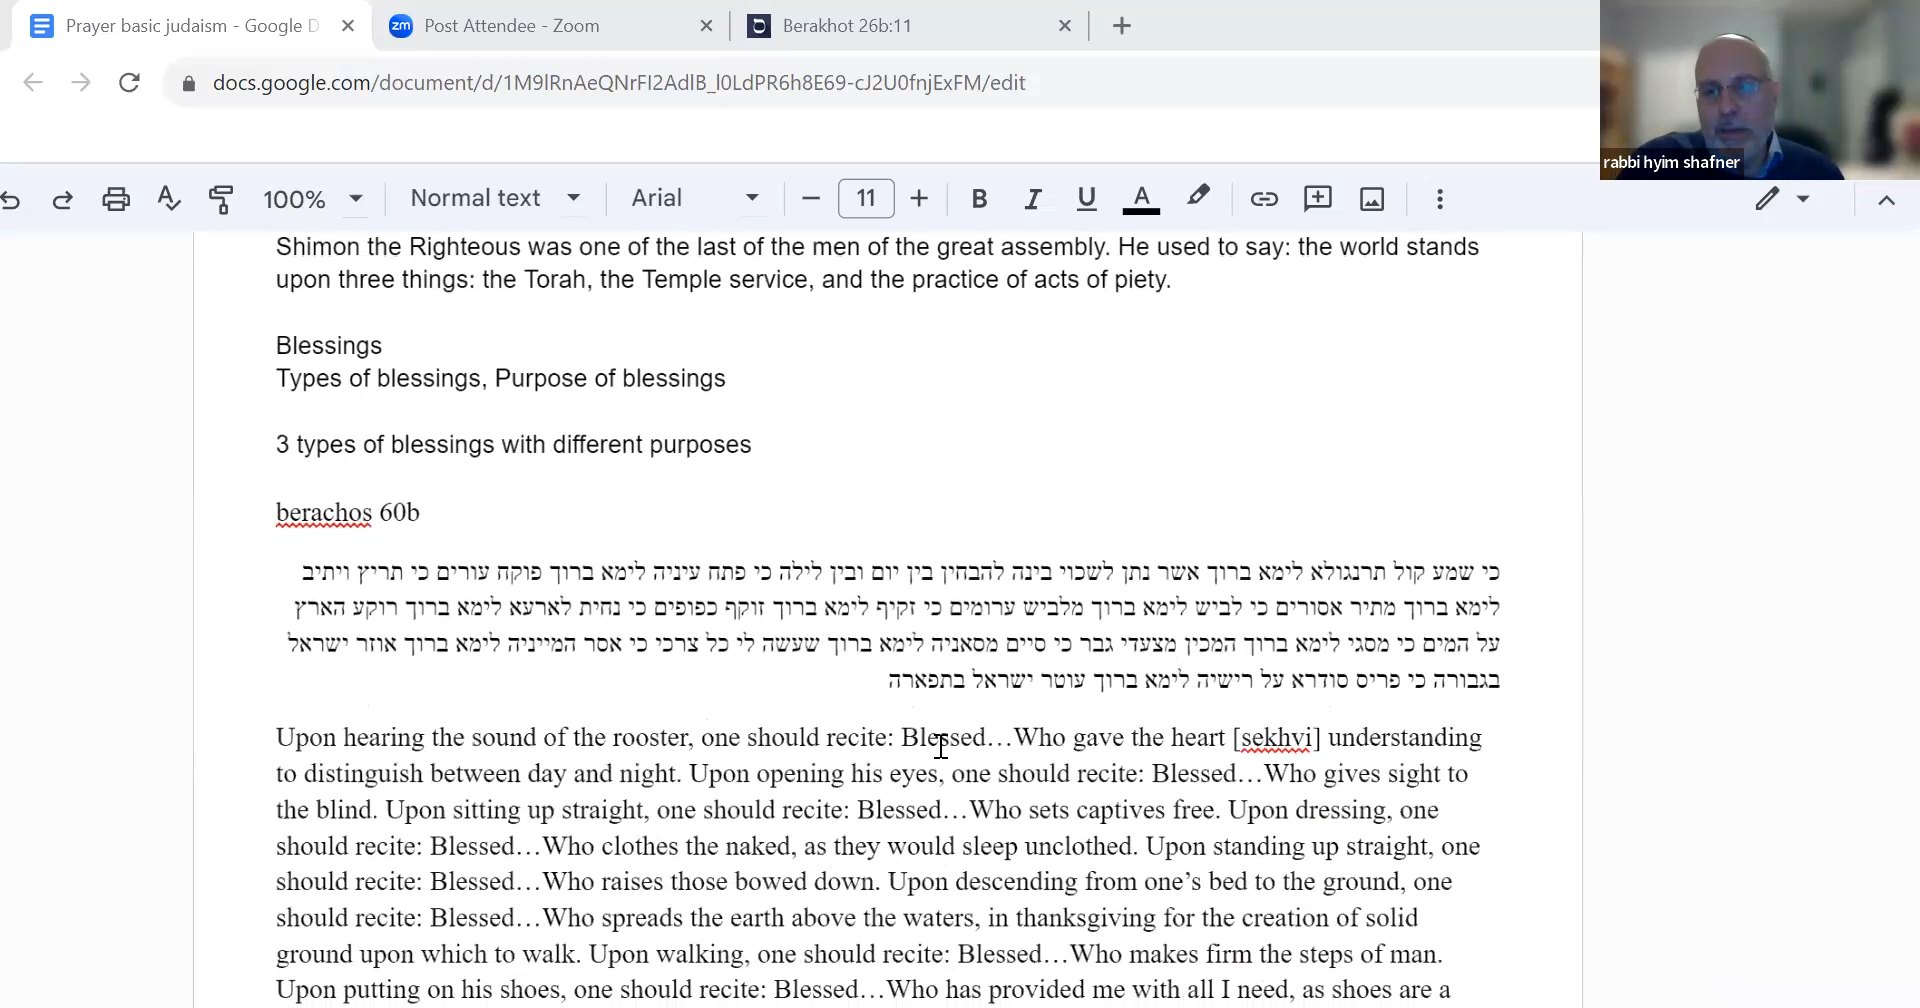 Prayer basic judaism - Google D
Post Attendee - Zoom
Berakhot 26b:11
docs.google.com/document/d/1M9lRnAeQNrFI2AdlB_l0LdPR6h8E69-cJ2U0fnjExFM/edit
rabbi hyim shafner
100% Normal text Arial 11 B I U A
Shimon the Righteous was one of the last of the men of the great assembly. He used to say: the world stands
upon three things: the Torah, the Temple service, and the practice of acts of piety.
Blessings
Types of blessings, Purpose of blessings
3 types of blessings with different purposes
berachos 60b
כי שמע קול תרנגולא לימא ברוך אשר נתן לשכוי בינה להבחין בין יום ובין לילה כי פתח עיניה לימא ברוך פוקח עורים כי תריץ ויתיב
לימא ברוך מתיר אסורים כי לביש לימא ברוך מלביש ערומים כי זקיף לימא ברוך זוקף כפופים כי נחית לארעא לימא ברוך רוקע הארץ
על המים כי מסגי לימא ברוך המכין מצעדי גבר כי סיים מסאניה לימא ברוך שעשה לי כל צרכי כי אסר המייניה לימא ברוך אוזר ישראל
בגבורה כי פריס סודרא על רישיה לימא ברוך עוטר ישראל בתפארה
Upon hearing the sound of the rooster, one should recite: Blessed…Who gave the heart [sekhvi] understanding
to distinguish between day and night. Upon opening his eyes, one should recite: Blessed…Who gives sight to
the blind. Upon sitting up straight, one should recite: Blessed…Who sets captives free. Upon dressing, one
should recite: Blessed…Who clothes the naked, as they would sleep unclothed. Upon standing up straight, one
should recite: Blessed…Who raises those bowed down. Upon descending from one’s bed to the ground, one
should recite: Blessed…Who spreads the earth above the waters, in thanksgiving for the creation of solid
ground upon which to walk. Upon walking, one should recite: Blessed…Who makes firm the steps of man.
Upon putting on his shoes, one should recite: Blessed…Who has provided me with all I need, as shoes are a